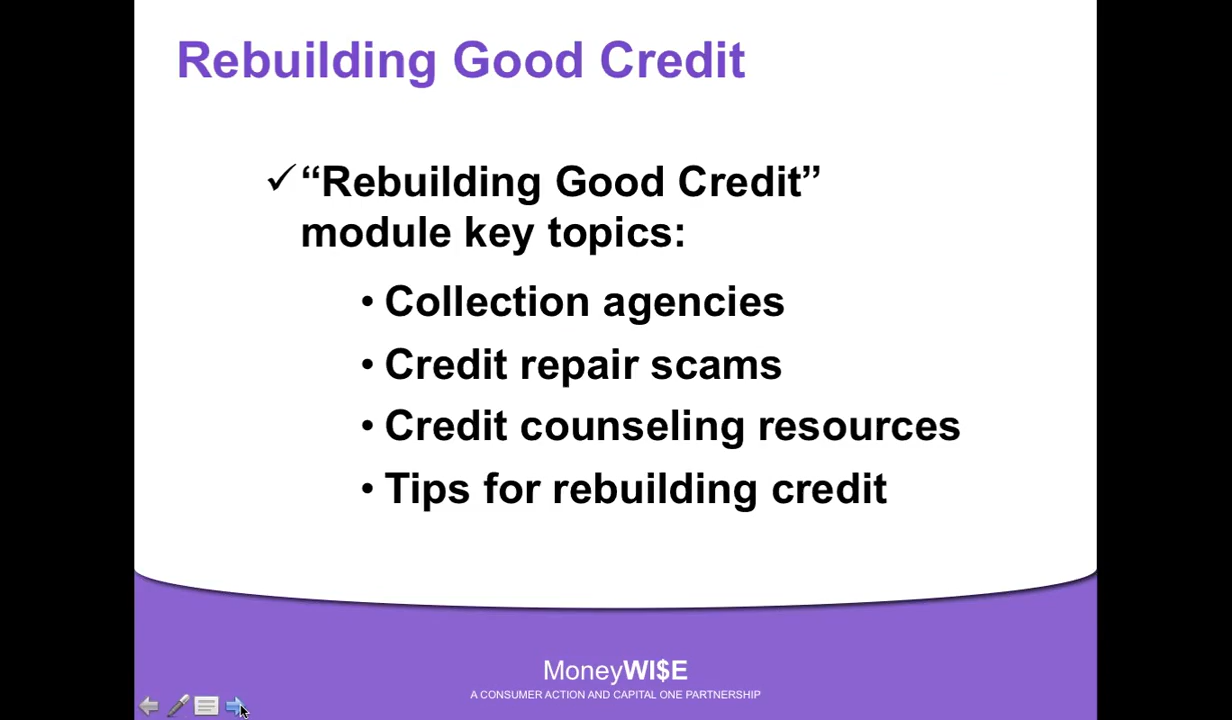 Rebuilding Good Credit
✓ “Rebuilding Good Credit”
module key topics:
• Collection agencies
• Credit repair scams
• Credit counseling resources
• Tips for rebuilding credit
MoneyWI$E
A CONSUMER ACTION AND CAPITAL ONE PARTNERSHIP